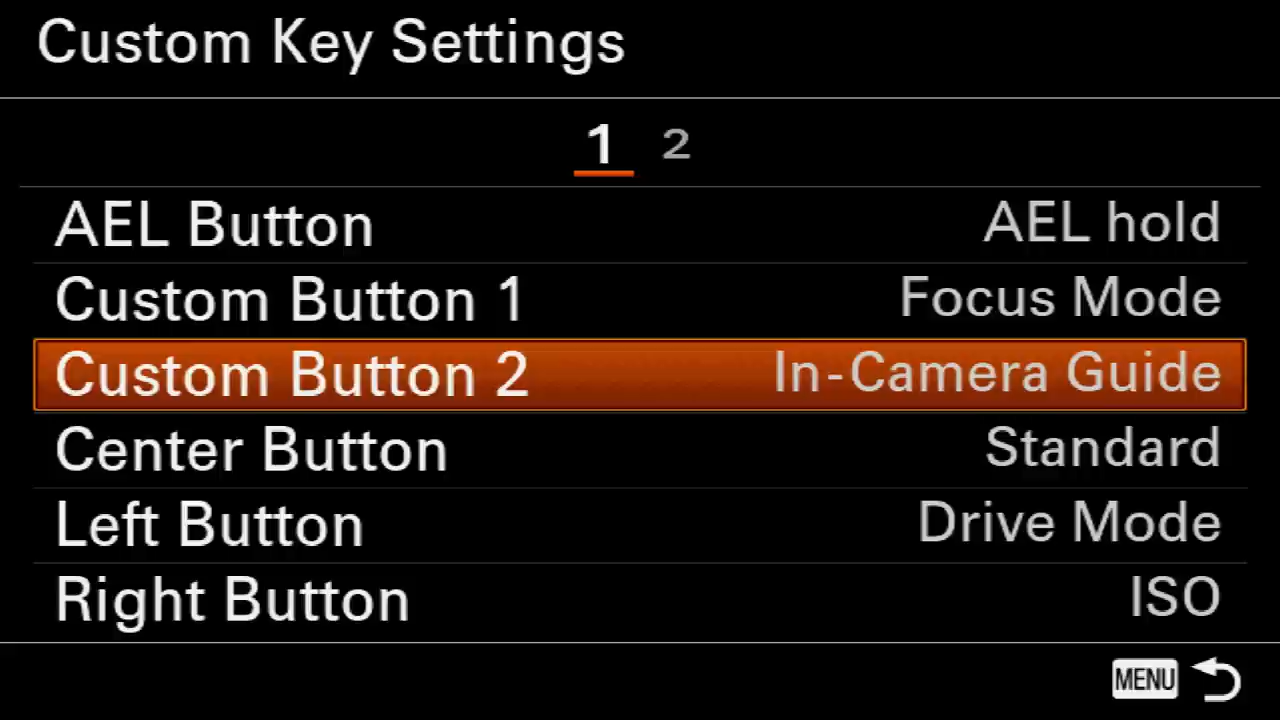 Custom Key Settings
1 2
AEL Button AEL hold
Custom Button 1 Focus Mode
Custom Button 2 In-Camera Guide
Center Button Standard
Left Button Drive Mode
Right Button ISO
MENU